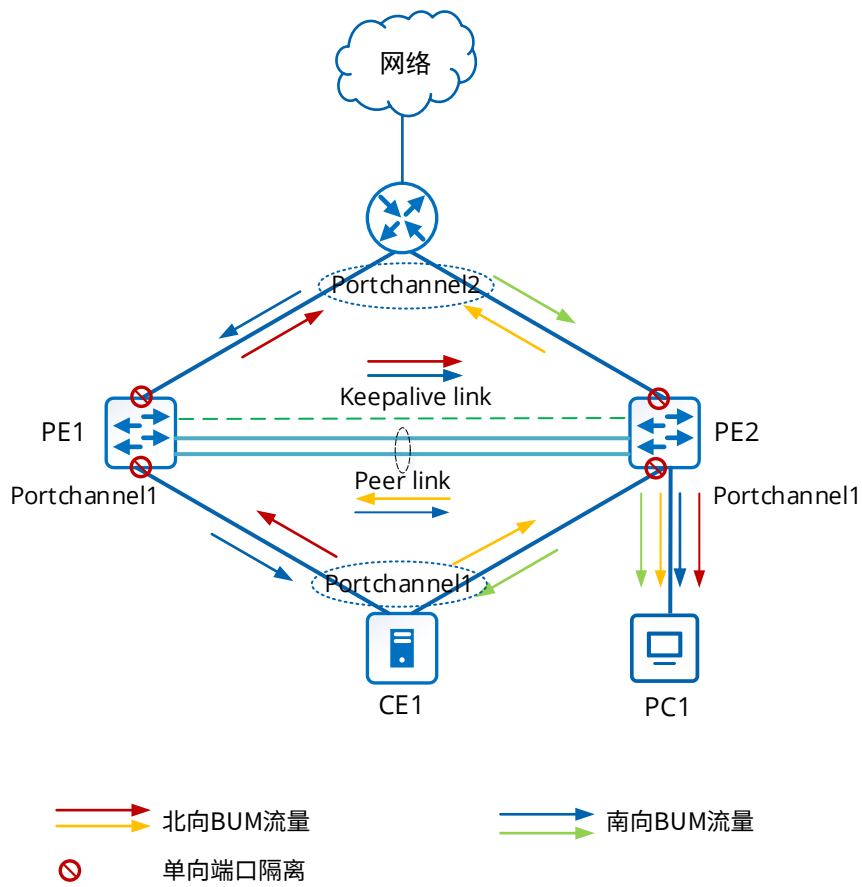 网络
Portchannel2
Keepalive link
PE1
PE2
Peer link
Portchannel1
Portchannel1
Portchannel1
CE1
PC1
北向BUM流量
南向BUM流量
单向端口隔离